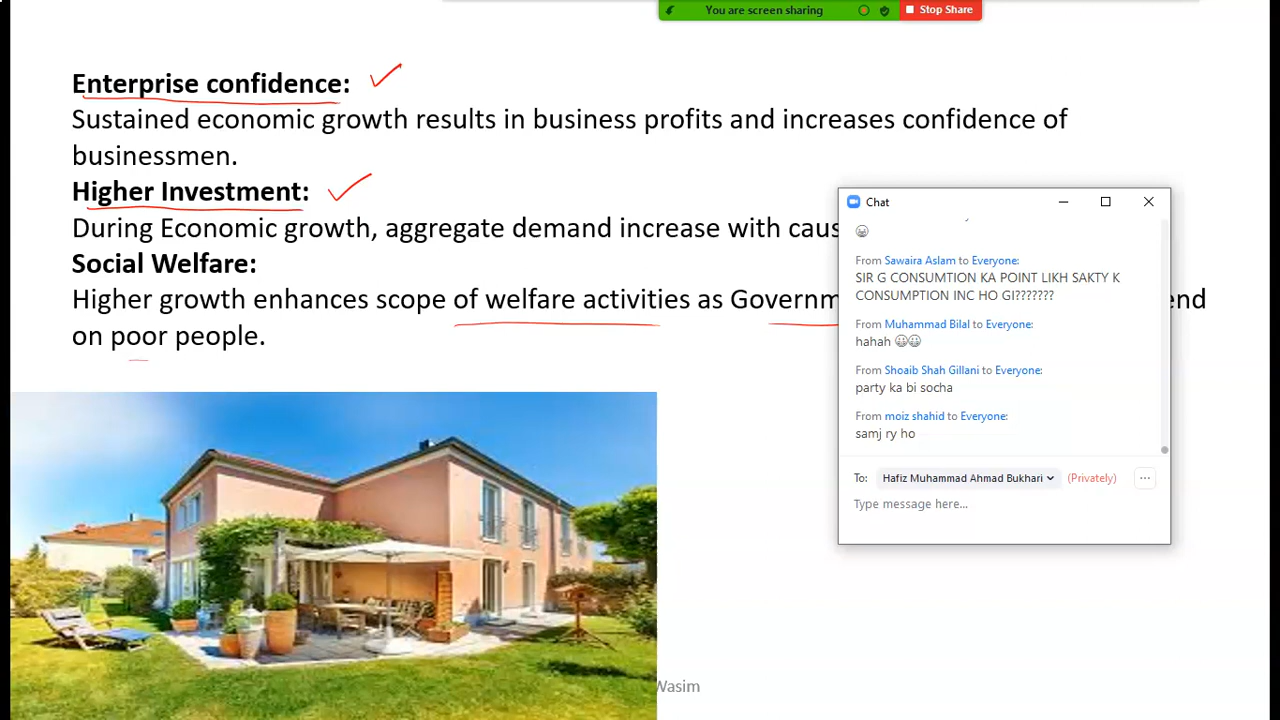 You are screen sharing
Stop Share
Enterprise confidence:
Sustained economic growth results in business profits and increases confidence of
businessmen.
Higher Investment:
During Economic growth, aggregate demand increase with
Social Welfare:
Higher growth enhances scope of welfare activities as
on poor people.
Chat
From Sawaira Aslam to Everyone:
SIR G CONSUMTION KA POINT LIKH SAKTY K
CONSUMPTION INC HO GI???????
From Muhammad Bilal to Everyone:
hahah 😀😀
From Shoaib Shah Gillani to Everyone:
party ka bi socha
From moiz shahid to Everyone:
samj ry ho
To: Hafiz Muhammad Ahmad Bukhari (Privately) ...
Type message here...
Wasim